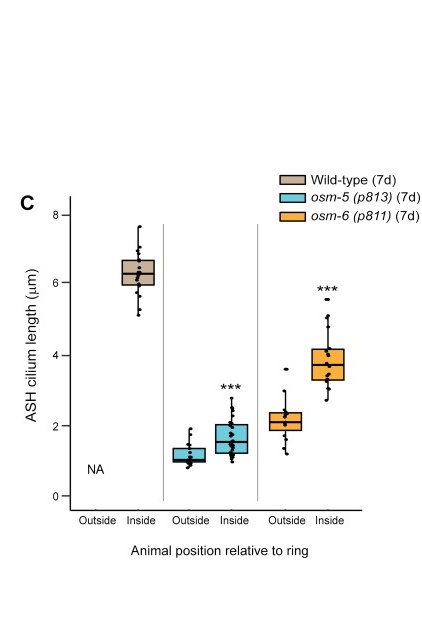 Wild-type (7d)
C
osm-5 (p813) (7d)
osm-6 (p811) (7d)
8
6
4
2
0
ASH cilium length (μm)
***
***
NA
Outside Inside Outside Inside Outside Inside
Animal position relative to ring